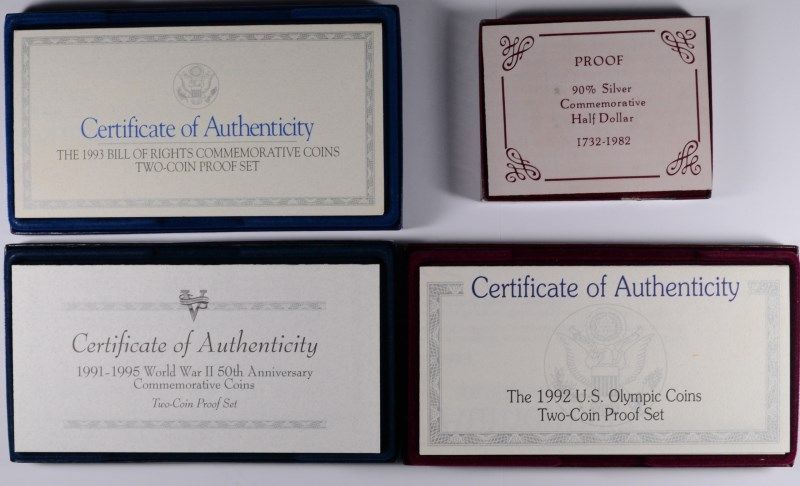 Certificate of Authenticity
THE 1993 BILL OF RIGHTS COMMEMORATIVE COINS
TWO-COIN PROOF SET
PROOF
90% Silver
Commemorative
Half Dollar
1732-1982
V
Certificate of Authenticity
1991-1995 World War II 50th Anniversary
Commemorative Coins
Two-Coin Proof Set
Certificate of Authenticity
The 1992 U.S. Olympic Coins
Two-Coin Proof Set